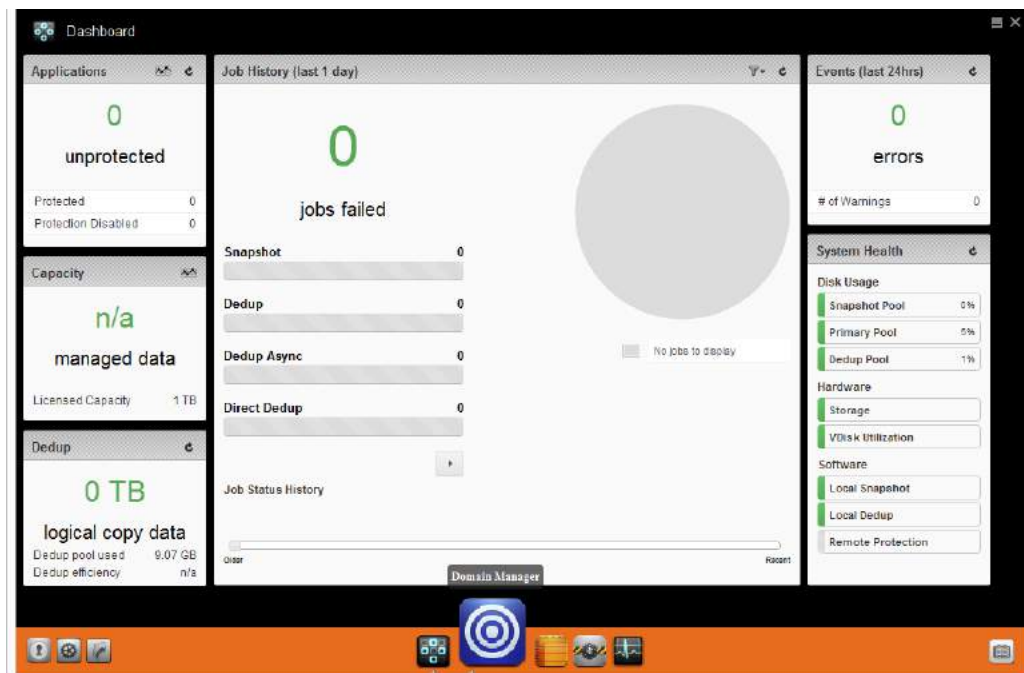 Dashboard
Applications
0
unprotected
Protected 0
Protection Disabled 0
Capacity
n/a
managed data
Licensed Capacity 1 TB
Dedup
0 TB
logical copy data
Dedup pool used 9.07 GB
Dedup efficiency n/a
Job History (last 1 day)
0
jobs failed
Snapshot 0
Dedup 0
Dedup Async 0
Direct Dedup 0
No jobs to display
Job Status History
Older Recent
Events (last 24hrs)
0
errors
# of Warnings 0
System Health
Disk Usage
Snapshot Pool 0%
Primary Pool 5%
Dedup Pool 1%
Hardware
Storage
VDisk Utilization
Software
Local Snapshot
Local Dedup
Remote Protection
Domain Manager